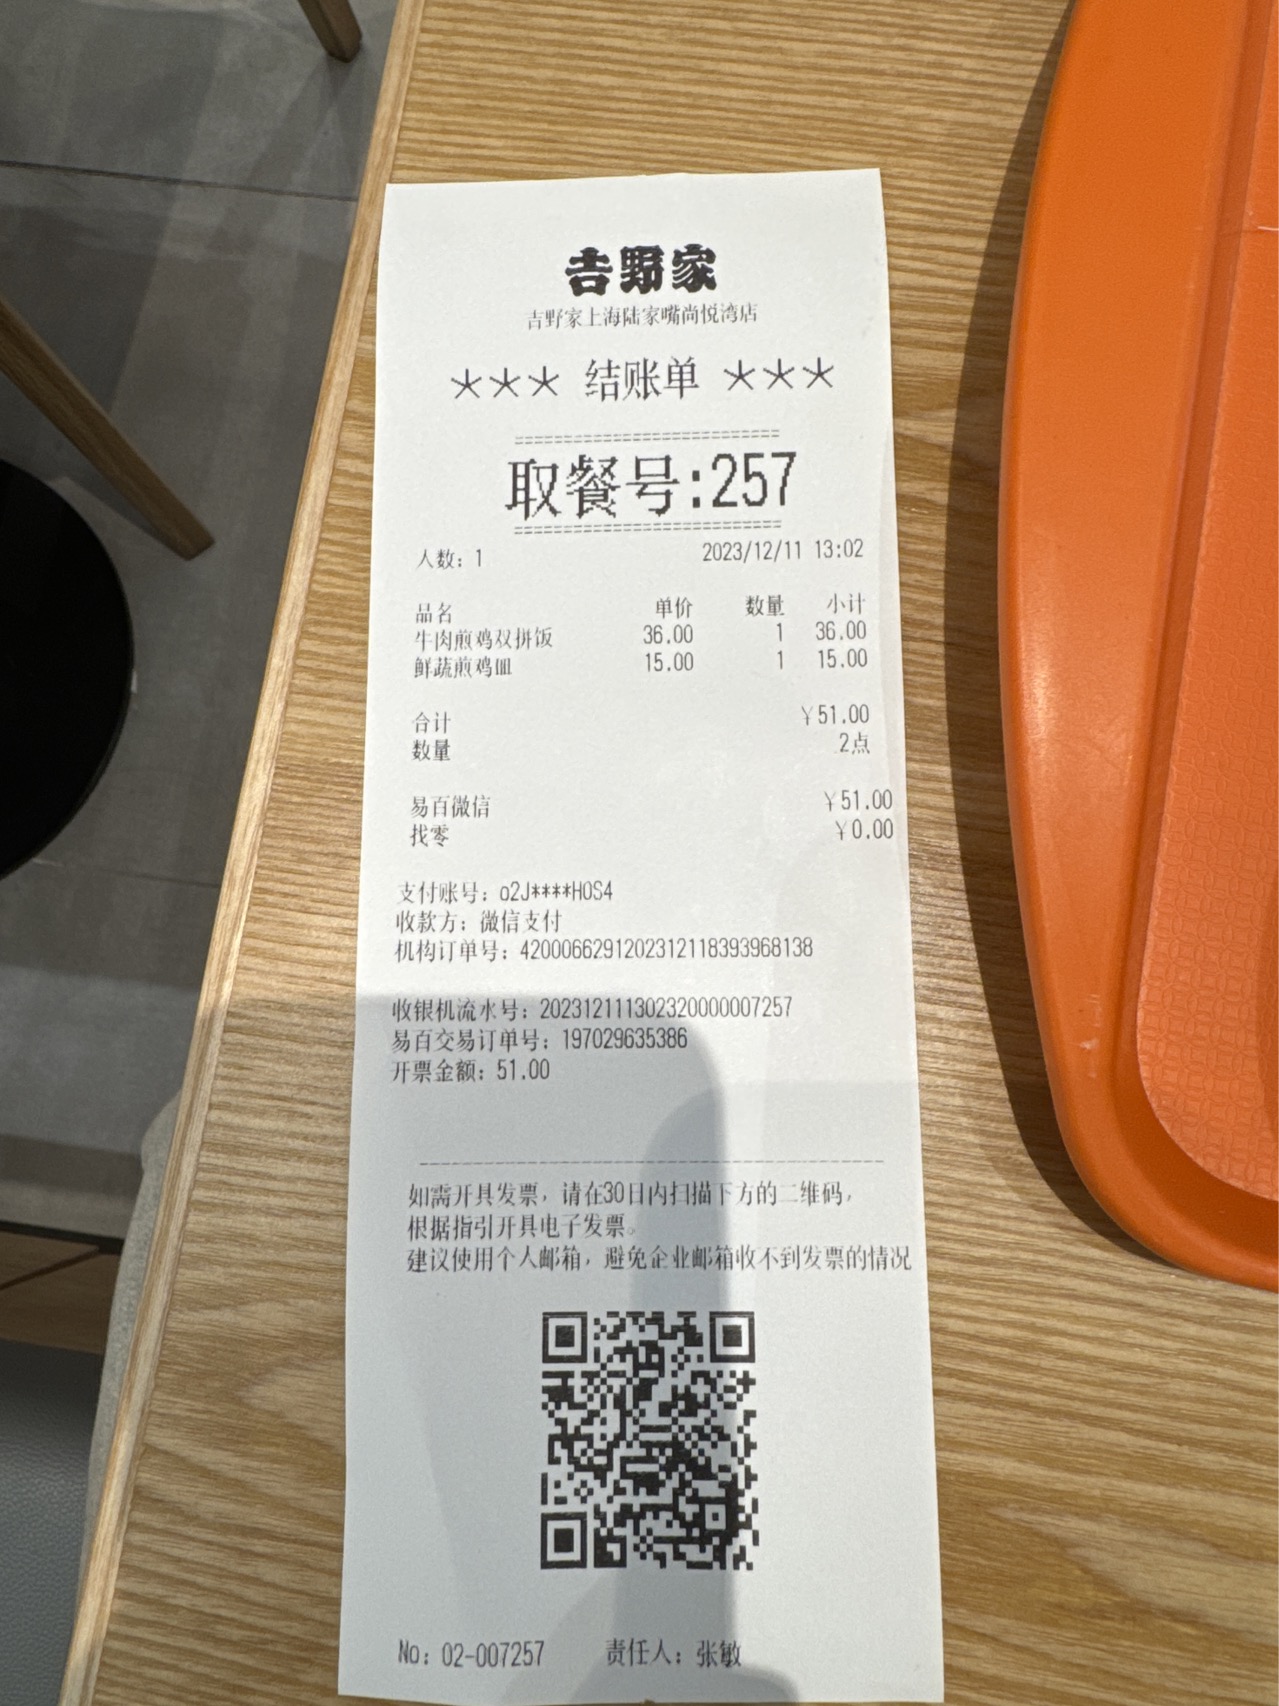 吉野家
吉野家上海陆家嘴尚悦湾店
*** 结账单 ***
===========================
取餐号:257
===========================
人数: 1 2023/12/11 13:02
品名 单价 数量 小计
牛肉煎鸡双拼饭 36.00 1 36.00
鲜蔬煎鸡皿 15.00 1 15.00
合计 ￥51.00
数量 2点
易百微信 ￥51.00
找零 ￥0.00
支付账号: o2J****HOS4
收款方: 微信支付
机构订单号: 4200066291202312118393968138
收银机流水号: 202312111302320000007257
易百交易订单号: 197029635386
开票金额: 51.00
如需开具发票，请在30日内扫描下方的二维码，
根据指引开具电子发票。
建议使用个人邮箱，避免企业邮箱收不到发票的情况
No: 02-007257 责任人: 张敏